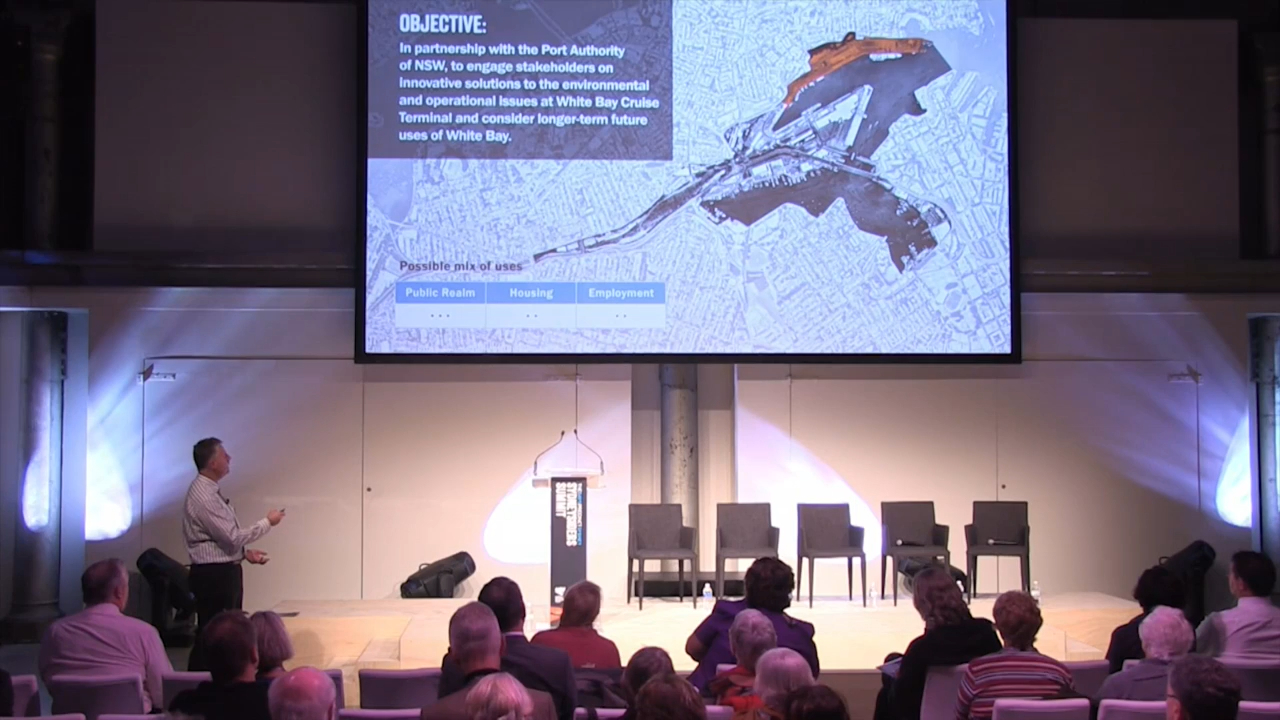 OBJECTIVE:
In partnership with the Port Authority
of NSW, to engage stakeholders on
innovative solutions to the environmental
and operational issues at White Bay Cruise
Terminal and consider longer-term future
uses of White Bay.
Possible mix of uses
Public Realm Housing Employment